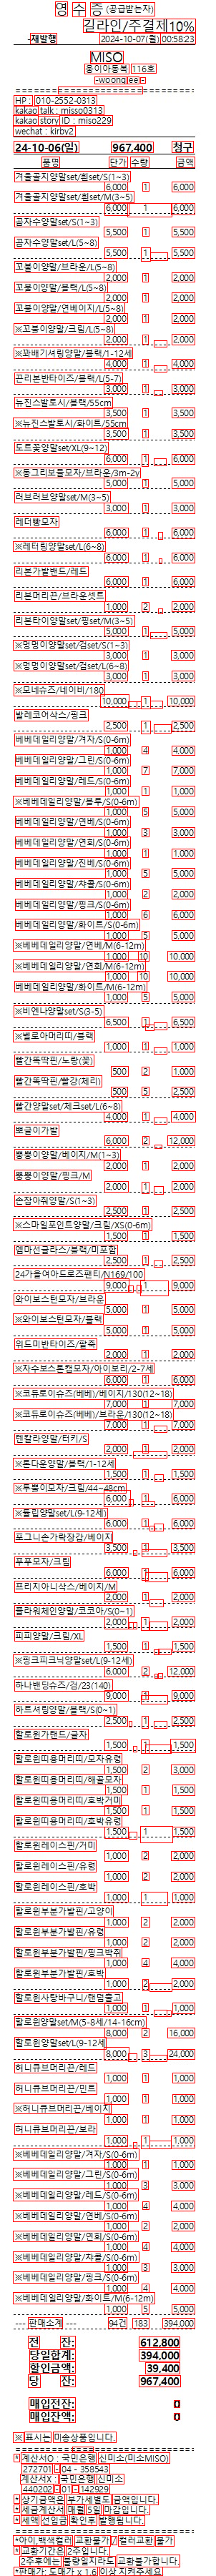 영 수 증 (공급받는자)
길라인/주결제10%
-재발행 2024-10-07(월) 00:58:23
MISO
옹이아동복 116호
-woonglee-
HP : 010-2552-0313
kakao talk : misso0313
kakao story ID : miso229
wechat : kirby2
24-10-06(일) 967,400 청구
품명 단가 수량 금액
겨울골지양말set/흰set/S(1~3)
6,000 1 6,000
겨울골지양말set/흰set/M(3~5)
6,000 1 6,000
곰자수양말set/S(1~3)
5,500 1 5,500
곰자수양말set/L(5~8)
5,500 1 5,500
꼬불이양말/브라운/L(5~8)
2,000 1 2,000
꼬불이양말/블랙/L(5~8)
2,000 1 2,000
꼬불이양말/연베이지/L(5~8)
2,000 1 2,000
※꼬불이양말/크림/L(5~8)
2,000 1 2,000
※꽈배기셔링양말/블랙/1-12세
4,000 1 4,000
끈리본반타이즈/블랙/L(5-7)
3,000 1 3,000
뉴진스발토시/블랙/55cm
3,500 1 3,500
※뉴진스발토시/화이트/55cm
3,500 1 3,500
도트꽃양말set/XL(9~12)
6,000 1 6,000
※동그리보들모자/브라운/3m-2y
5,000 1 5,000
러브러브양말set/M(3~5)
3,000 1 3,000
레더빵모자
6,000 1 6,000
※레터링양말set/L(6~8)
6,000 1 6,000
리본가발밴드/레드
6,000 1 6,000
리본머리끈/브라운셋트
1,000 2 2,000
리본타이양말set/핑set/M(3~5)
5,000 1 5,000
※멍멍이양말set/검set/S(1~3)
3,000 1 3,000
※멍멍이양말set/검set/L(6~8)
3,000 1 3,000
※모네슈즈/네이비/180
10,000 1 10,000
발레코어삭스/핑크
2,500 1 2,500
베베데일리양말/겨자/S(0-6m)
1,000 4 4,000
베베데일리양말/그린/S(0-6m)
1,000 7 7,000
베베데일리양말/레드/S(0-6m)
1,000 1 1,000
※베베데일리양말/블루/S(0-6m)
1,000 5 5,000
베베데일리양말/연베/S(0-6m)
1,000 3 3,000
베베데일리양말/연회/S(0-6m)
1,000 1 1,000
베베데일리양말/진베/S(0-6m)
1,000 5 5,000
베베데일리양말/챠콜/S(0-6m)
1,000 2 2,000
베베데일리양말/핑크/S(0-6m)
1,000 6 6,000
베베데일리양말/화이트/S(0-6m)
1,000 5 5,000
※베베데일리양말/연베/M(6-12m)
1,000 10 10,000
※베베데일리양말/연회/M(6-12m)
1,000 10 10,000
베베데일리양말/화이트/M(6-12m)
1,000 5 5,000
※비엔나양말set/S(3-5)
6,500 1 6,500
※벨로아머리띠/블랙
1,000 1 1,000
빨간똑딱핀/노랑(꽃)
500 2 1,000
빨간똑딱핀/빨강(체리)
500 5 2,500
빨간양말set/체크set/L(6~8)
4,000 1 4,000
뽀글이가발
6,000 2 12,000
뿅뿅이양말/베이지/M(1~3)
2,000 1 2,000
뿅뿅이양말/핑크/M
2,000 1 2,000
손잡아줘양말/S(1~3)
2,500 1 2,500
※스마일포인트양말/크림/XS(0-6m)
1,500 1 1,500
엠마선글라스/블랙/미포함
2,500 1 2,500
24가을여아드로즈팬티/N169/100
9,000 1 9,000
와이보스턴모자/브라운
5,000 1 5,000
※와이보스턴모자/블랙
5,000 1 5,000
위드미반타이즈/팥죽
2,000 1 2,000
※자수보스톤캡모자/아이보리/2-7세
6,000 1 6,000
※코듀로이슈즈(베베)/베이지/130(12~18)
7,000 1 7,000
※코듀로이슈즈(베베)/브라운/130(12~18)
7,000 1 7,000
텐칼라양말/터키/S
2,000 1 2,000
※톤다운양말/블랙/1-12세
1,500 1 1,500
※투뿔이모자/크림/44~48cm
6,000 1 6,000
※튤립양말set/L(9-12세)
6,000 1 6,000
포그니손가락장갑/베이지
3,500 1 3,500
푸푸모자/크림
6,000 1 6,000
프리지아니삭스/베이지/M
2,000 1 2,000
플라워체인양말/코코아/S(0~1)
2,000 1 2,000
피피양말/크림/XL
1,500 1 1,500
※핑크피크닉양말set/L(9-12세)
6,000 2 12,000
하나밴딩슈즈/검/23(140)
9,000 1 9,000
하트셔링양말/블랙/S(0~1)
2,500 1 2,500
할로윈가랜드/글자
1,500 1 1,500
할로윈띠용머리띠/모자유령
1,500 2 3,000
할로윈띠용머리띠/해골모자
1,500 1 1,500
할로윈띠용머리띠/호박거미
1,500 1 1,500
할로윈띠용머리띠/호박유령
1,500 1 1,500
할로윈레이스핀/거미
1,000 2 2,000
할로윈레이스핀/유령
1,000 2 2,000
할로윈레이스핀/호박
1,000 1 1,000
할로윈부분가발핀/고양이
1,000 2 2,000
할로윈부분가발핀/유령
1,000 2 2,000
할로윈부분가발핀/핑크박쥐
1,000 4 4,000
할로윈부분가발핀/호박
1,000 2 2,000
할로윈사탕바구니/랜덤출고
1,000 1 1,000
할로윈양말set/M(5-8세/14-16cm)
8,000 2 16,000
할로윈양말set/L(9-12세
8,000 3 24,000
허니큐브머리끈/레드
1,000 1 1,000
허니큐브머리끈/민트
1,000 1 1,000
※허니큐브머리끈/베이지
1,000 1 1,000
※허니큐브머리끈/보라
1,000 1 1,000
※베베데일리양말/겨자/S(0-6m)
1,000 1 1,000
※베베데일리양말/그린/S(0-6m)
1,000 3 3,000
※베베데일리양말/레드/S(0-6m)
1,000 4 4,000
※베베데일리양말/연베/S(0-6m)
1,000 2 2,000
※베베데일리양말/연회/S(0-6m)
1,000 4 4,000
※베베데일리양말/챠콜/S(0-6m)
1,000 3 3,000
※베베데일리양말/핑크/S(0-6m)
1,000 4 4,000
※베베데일리양말/화이트/M(6-12m)
1,000 5 5,000
--- 판매소계 --- 94건 183 394,000
전 잔: 612,800
당일합계: 394,000
할인금액: 39,400
당 잔: 967,400
매입전잔: 0
매입잔액: 0
※ 표시는 미송상품입니다.
*계산서O : 국민은행 신미소(미소MISO)
272701 - 04 - 358543
계산서X : 국민은행 신미소
440202 - 01 - 142929
*상기금액은 부가세별도 금액입니다.
*세금계산서 매월 5일 마감입니다.
*세액 선입금 확인후 발행됩니다.
*아이,백색컬러 교환불가 / 컬러교환 불가
*교환기간은 2주입니다.
2주후에는 불량일지라도 교환불가합니다.
*판매가: 도매가 x 1.6 이상 지켜주세요